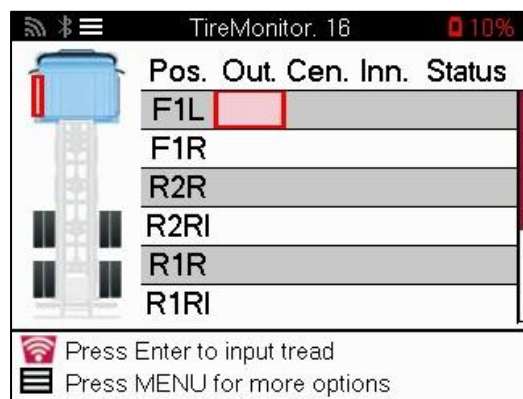 TireMonitor. 16 10%
Pos. Out. Cen. Inn. Status
F1L
F1R
R2R
R2RI
R1R
R1RI
Press Enter to input tread
Press MENU for more options